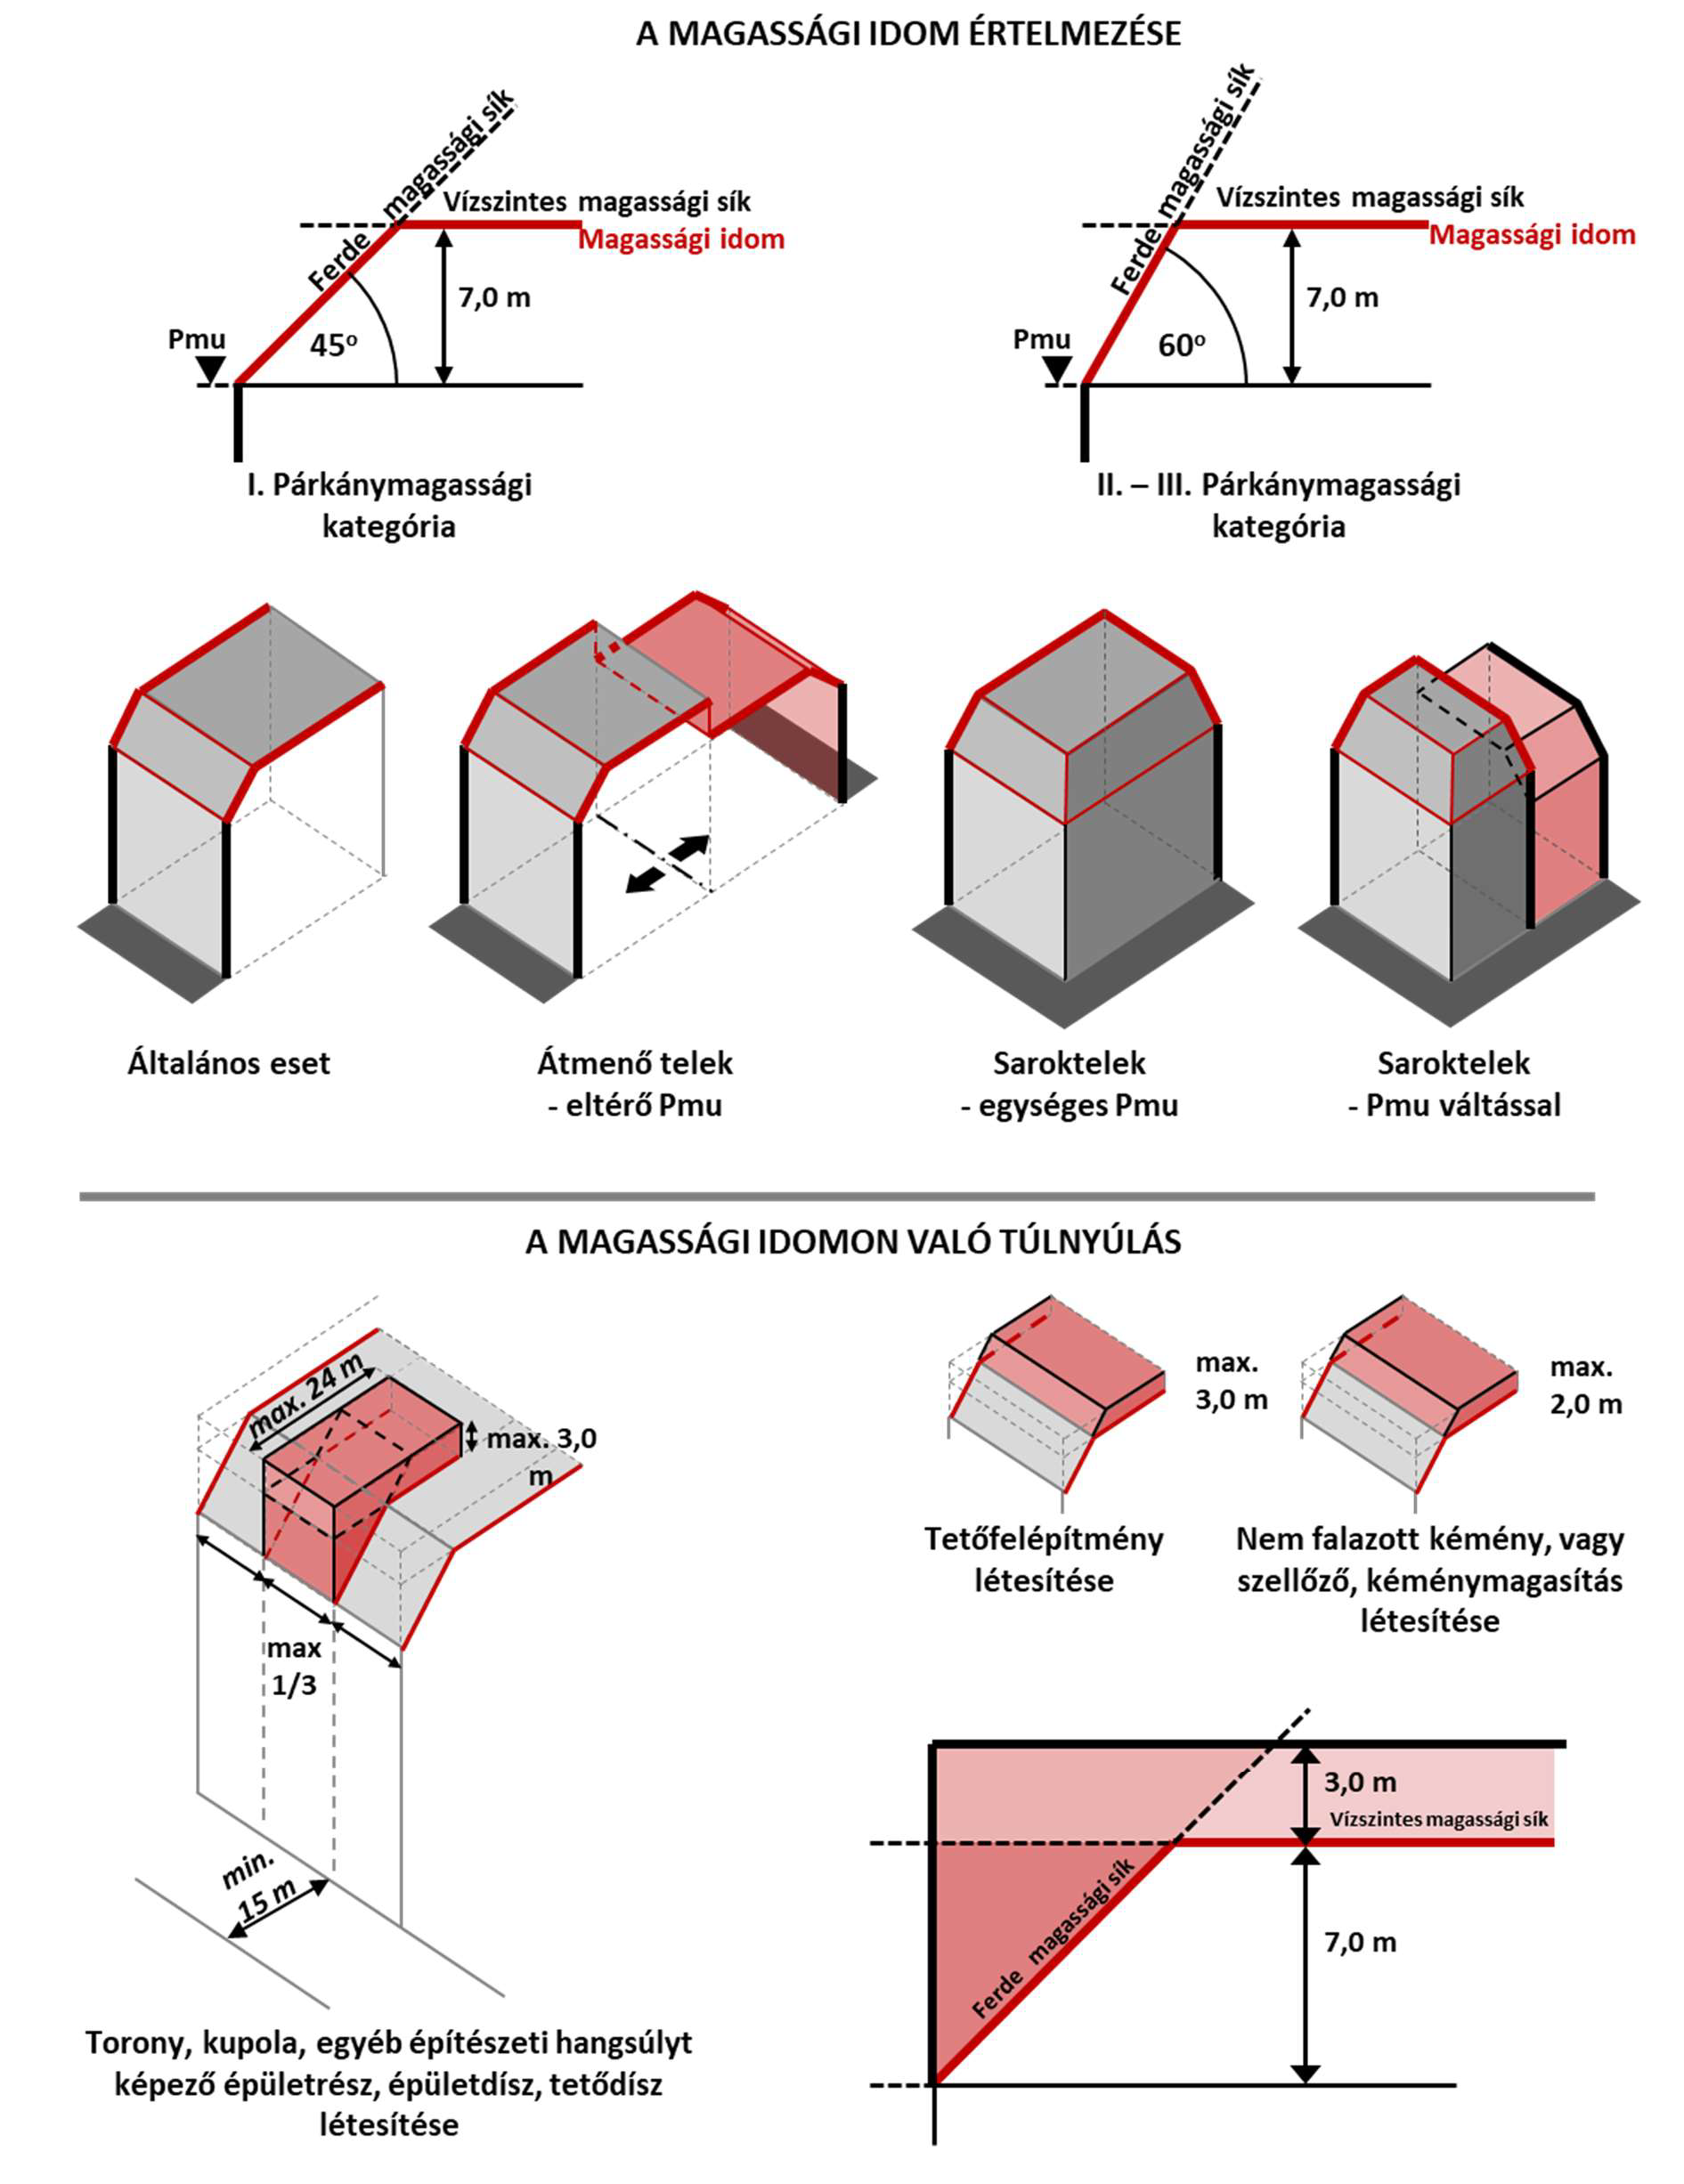 A MAGASSÁGI IDOM ÉRTELMEZÉSE
Ferde magassági sík
Vízszintes magassági sík
Magassági idom
7,0 m
Pmu
45º
I. Párkánymagassági
kategória
Ferde magassági sík
Vízszintes magassági sík
Magassági idom
7,0 m
Pmu
60º
II. – III. Párkánymagassági
kategória
Általános eset
Átmenő telek
- eltérő Pmu
Saroktelek
- egységes Pmu
Saroktelek
- Pmu váltással
A MAGASSÁGI IDOMON VALÓ TÚLNYÚLÁS
max. 24 m
max. 3,0
m
max
1/3
min.
15 m
Torony, kupola, egyéb építészeti hangsúlyt
képező épületrész, épületdísz, tetődísz
létesítése
max.
3,0 m
Tetőfelépítmény
létesítése
max.
2,0 m
Nem falazott kémény, vagy
szellőző, kéménymagasítás
létesítése
3,0 m
Vízszintes magassági sík
Ferde magassági sík
7,0 m